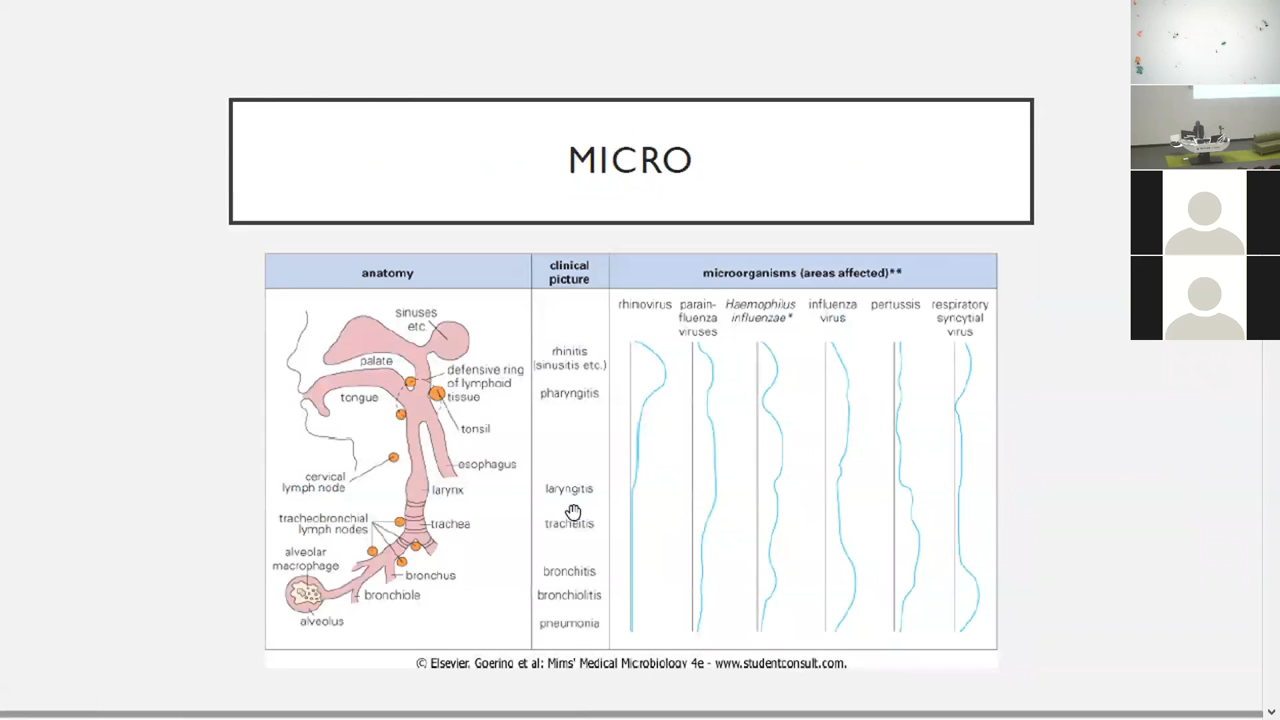 MICRO
anatomy
clinical
picture
microorganisms (areas affected)**
rhinovirus
parain-
fluenza
viruses
Haemophilus
influenzae*
influenza
virus
pertussis
respiratory
syncytial
virus
sinuses
etc.
palate
tongue
defensive ring
of lymphoid
tissue
tonsil
esophagus
cervical
lymph node
larynx
tracheobronchial
lymph nodes
trachea
alveolar
macrophage
bronchus
bronchiole
alveolus
rhinitis
(sinusitis etc.)
pharyngitis
laryngitis
tracheitis
bronchitis
bronchiolitis
pneumonia
© Elsevier. Goering et al: Mims' Medical Microbiology 4e - www.studentconsult.com.